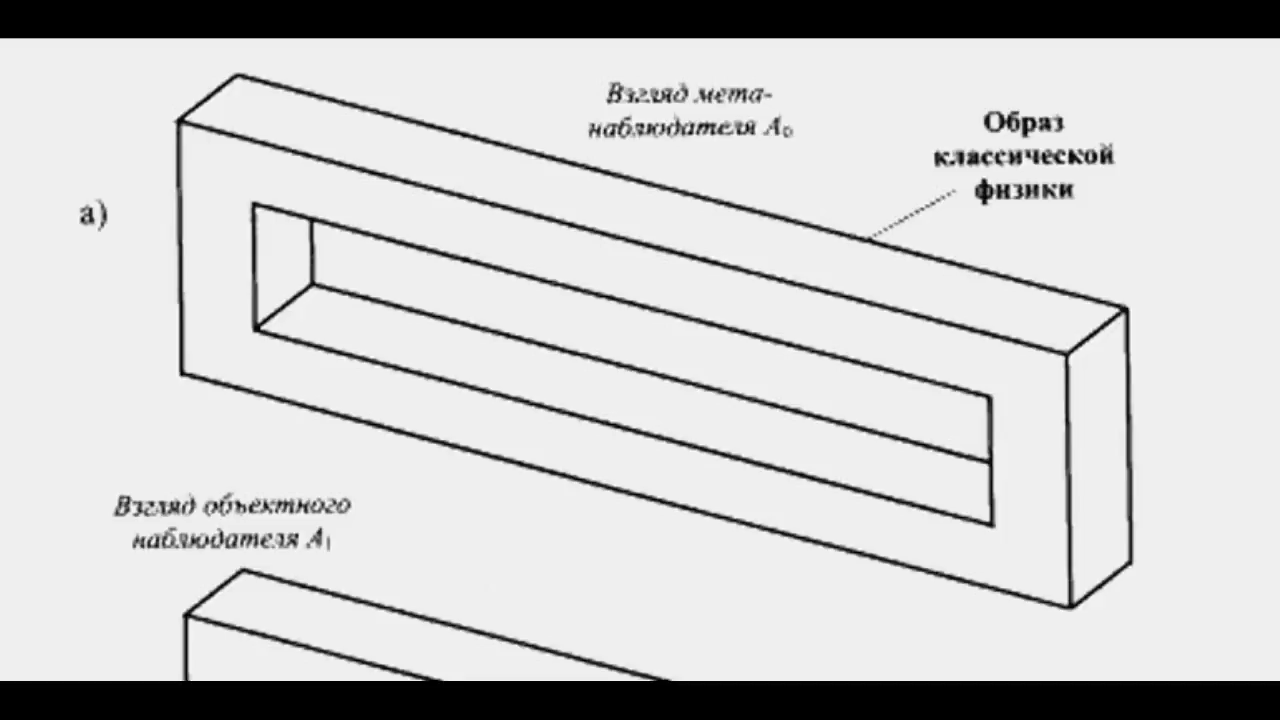 Взгляд мета-
наблюдателя A₀
Образ
классической
физики
а)
Взгляд объектного
наблюдателя A₁